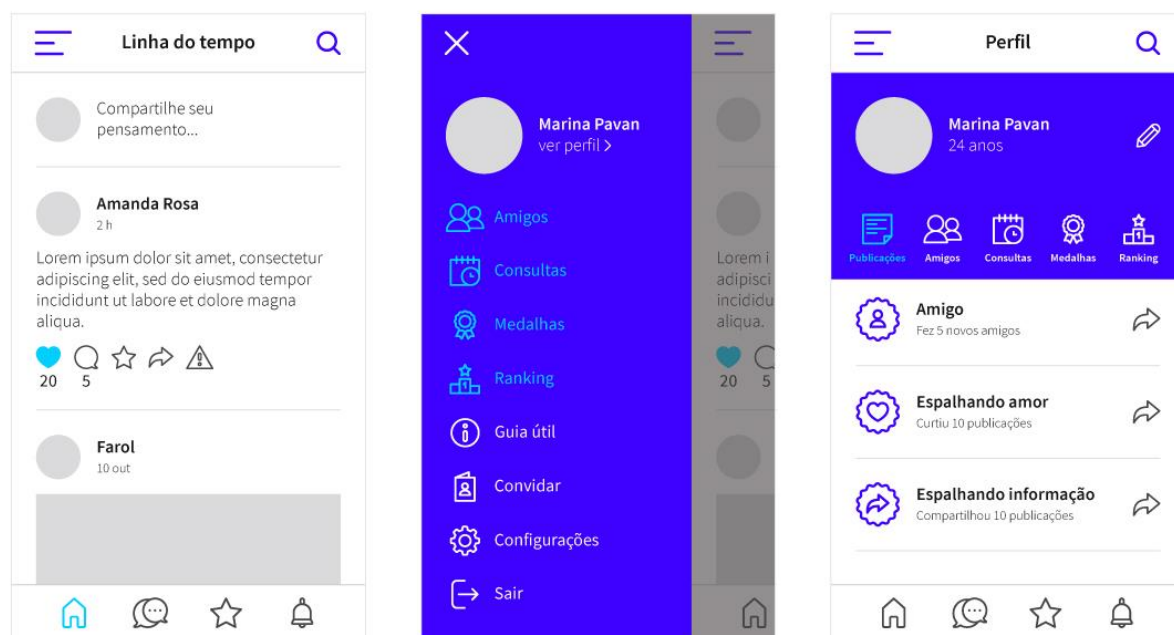 Linha do tempo
Compartilhe seu
pensamento...
Amanda Rosa
2 h
Lorem ipsum dolor sit amet, consectetur
adipiscing elit, sed do eiusmod tempor
incididunt ut labore et dolore magna
aliqua.
20 5
Farol
10 out
Marina Pavan
ver perfil >
Amigos
Consultas
Medalhas
Ranking
1
Guia útil
Convidar
Configurações
Sair
Lorem i
adipisci
incididu
aliqua.
20 5
Perfil
Marina Pavan
24 anos
1
Publicações Amigos Consultas Medalhas Ranking
Amigo
Fez 5 novos amigos
Espalhando amor
Curtiu 10 publicações
Espalhando informação
Compartilhou 10 publicações